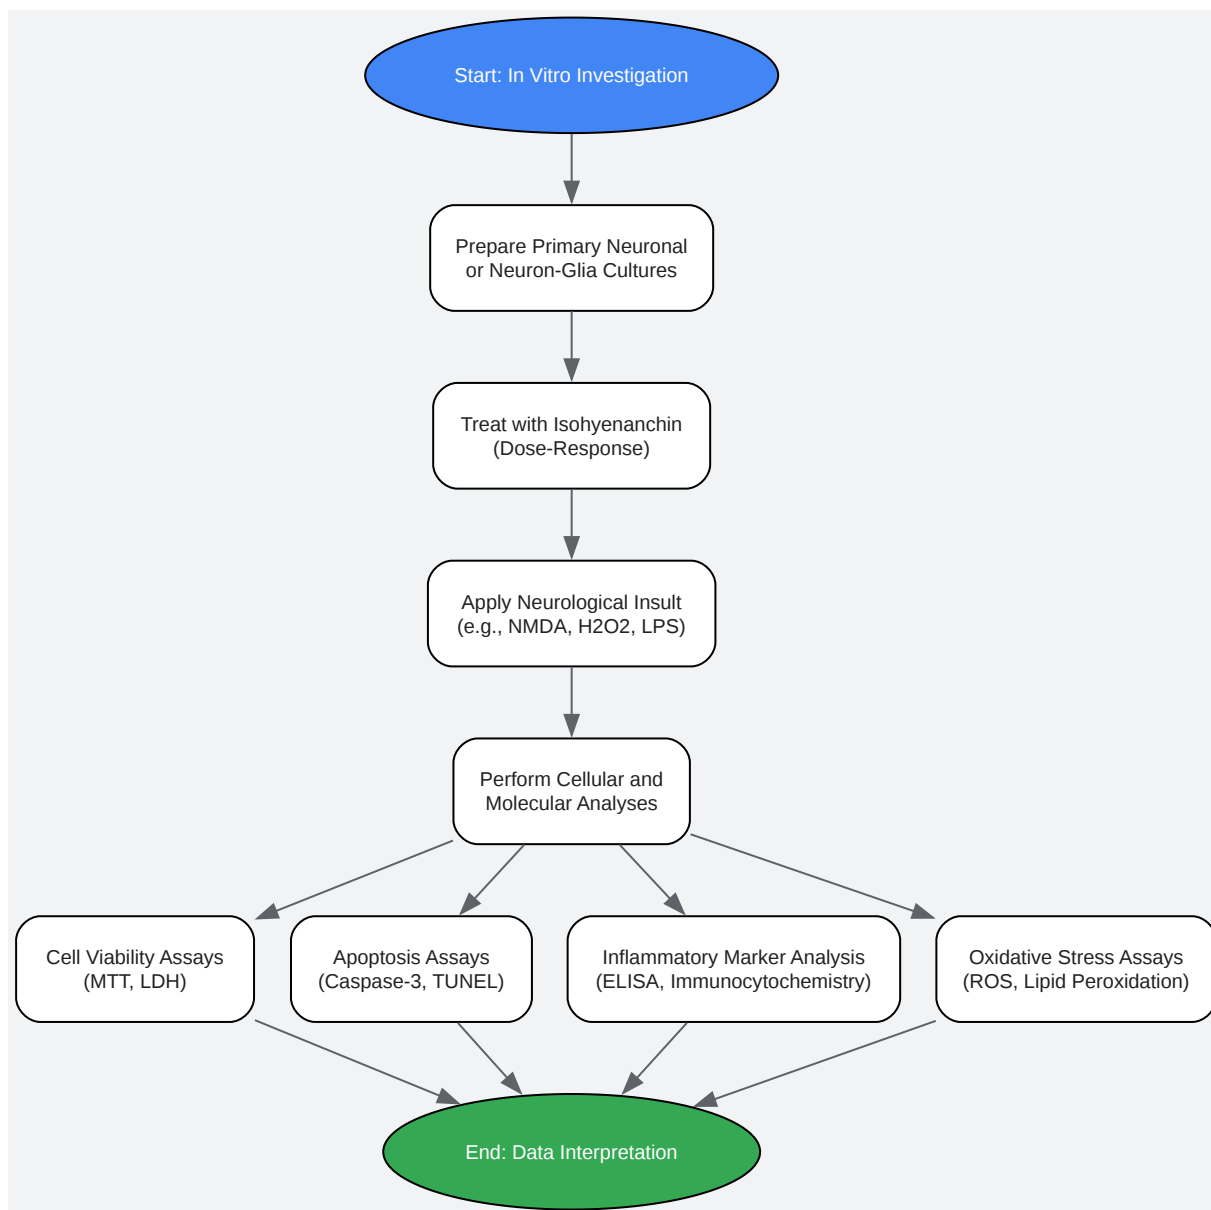 Start: In Vitro Investigation
Prepare Primary Neuronal
or Neuron-Glia Cultures
Treat with Isohyenanchin
(Dose-Response)
Apply Neurological Insult
(e.g., NMDA, H2O2, LPS)
Perform Cellular and
Molecular Analyses
Cell Viability Assays
(MTT, LDH)
Apoptosis Assays
(Caspase-3, TUNEL)
Inflammatory Marker Analysis
(ELISA, Immunocytochemistry)
Oxidative Stress Assays
(ROS, Lipid Peroxidation)
End: Data Interpretation